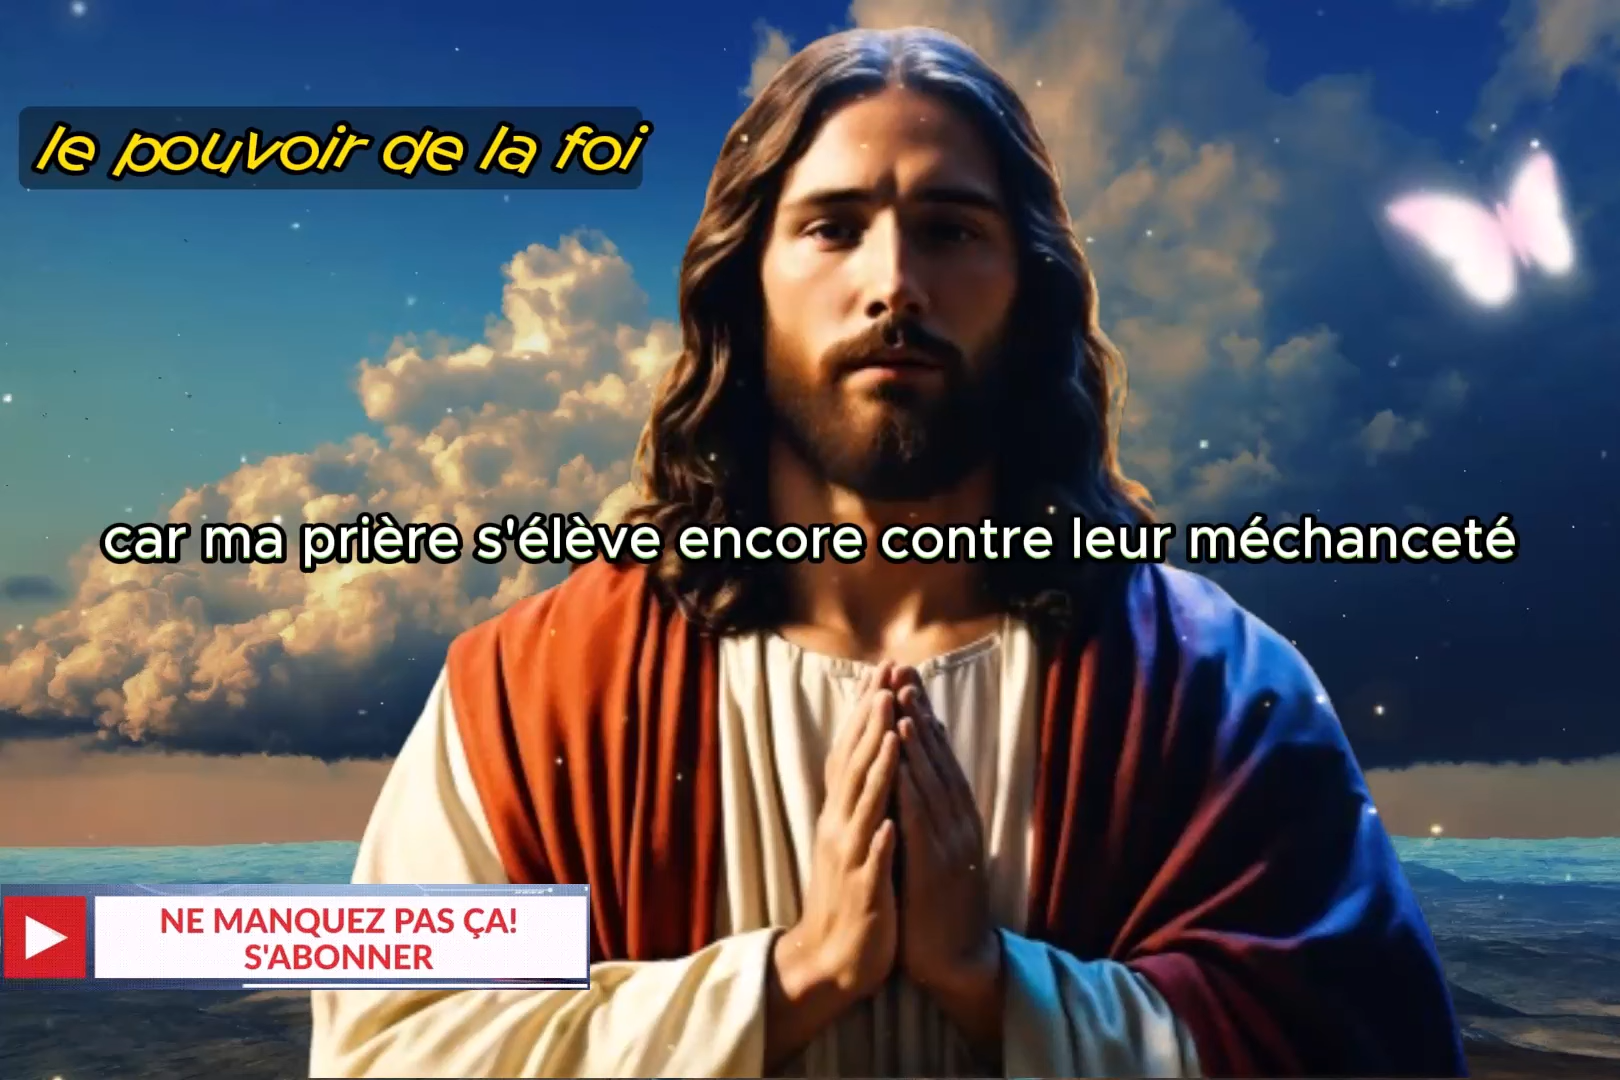 le pouvoir de la foi
car ma prière s'élève encore contre leur méchanceté
NE MANQUEZ PAS ÇA!
S'ABONNER